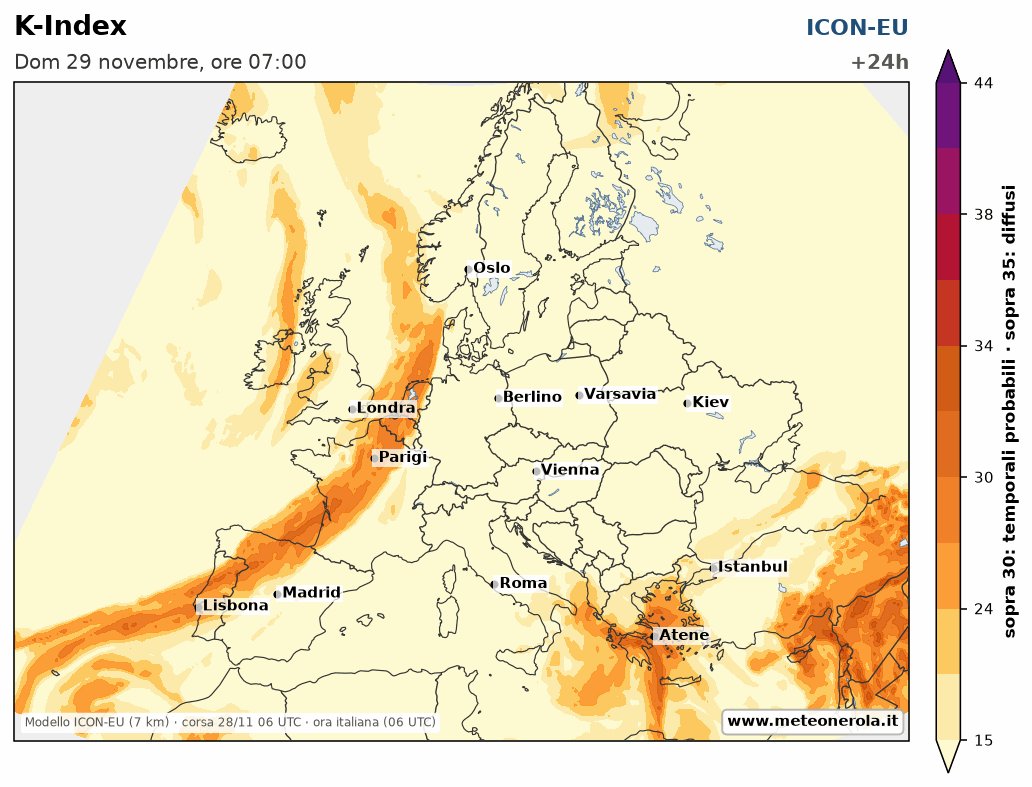 K-Index
ICON-EU
Dom 29 novembre, ore 07:00
+24h
44
38
34
30
24
15
sopra 30: temporali probabili · sopra 35: diffusi
Oslo
Londra
Berlino
Varsavia
Kiev
Parigi
Vienna
Istanbul
Roma
Madrid
Lisbona
Atene
Modello ICON-EU (7 km) · corsa 28/11 06 UTC · ora italiana (06 UTC)
www.meteonerola.it